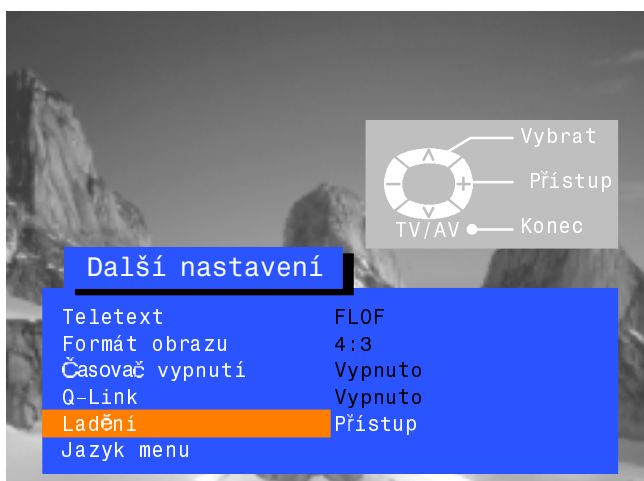 Vybrat
Přístup
TV/AV Konec
Další nastavení
Teletext FLOF
Formát obrazu 4:3
Časovač vypnutí Vypnuto
Q-Link Vypnuto
Ladění Přístup
Jazyk menu